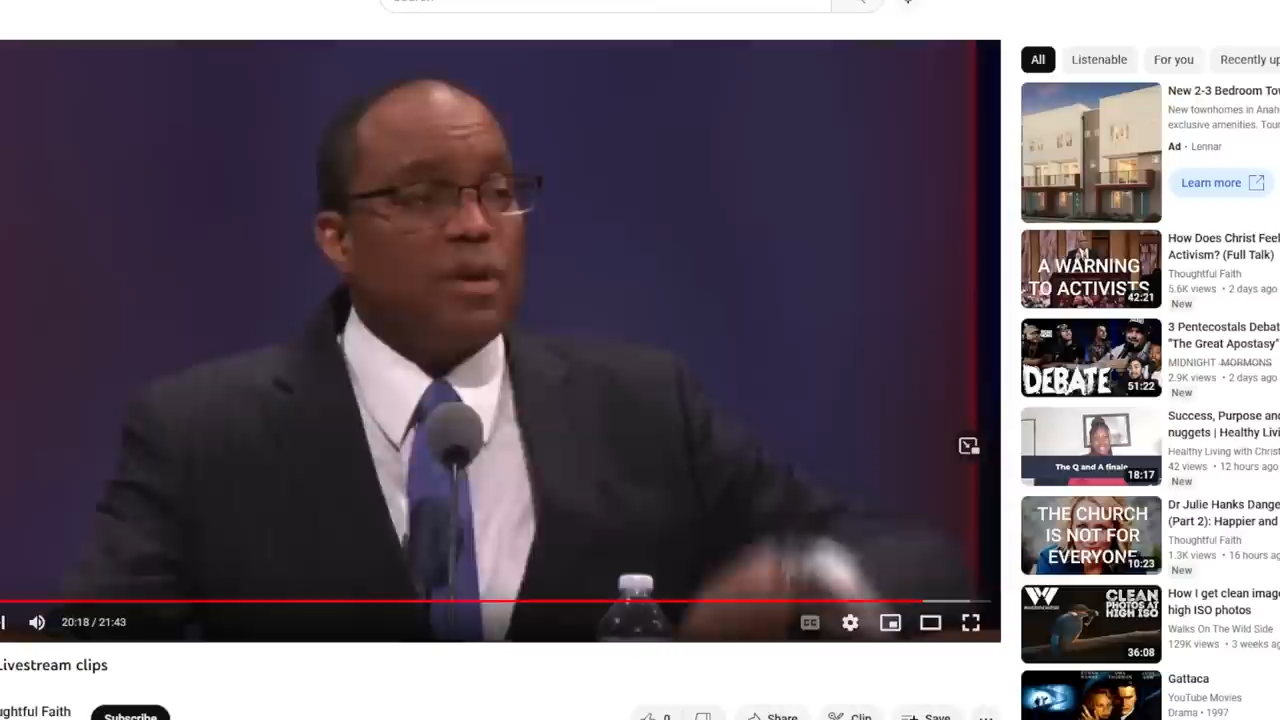 All
Listenable
For you
Recently up
New 2-3 Bedroom To
New townhomes in Anah
exclusive amenities. Tour
Ad · Lennar
Learn more
A WARNING
TO ACTIVISTS
42:21
How Does Christ Feel
Activism? (Full Talk)
Thoughtful Faith
5.6K views · 2 days ago
New
DEBATE
51:22
3 Pentecostals Debat
"The Great Apostasy"
MIDNIGHT MORMONS
2.9K views · 2 days ago
New
The Q and A finale
18:17
Success, Purpose and
nuggets | Healthy Livi
Healthy Living with Christ
42 views · 12 hours ago
New
THE CHURCH
IS NOT FOR
EVERYONE
10:23
Dr Julie Hanks Dange
(Part 2): Happier and
Thoughtful Faith
1.3K views · 16 hours ag
New
CLEAN
PHOTOS AT
HIGH ISO
36:08
How I get clean image
high ISO photos
Walks On The Wild Side
129K views · 3 weeks ag
Gattaca
YouTube Movies
Drama · 1997
20:18 / 21:43
CC
Livestream clips
ughtful Faith
Subscribe
0
Share
Clip
Save